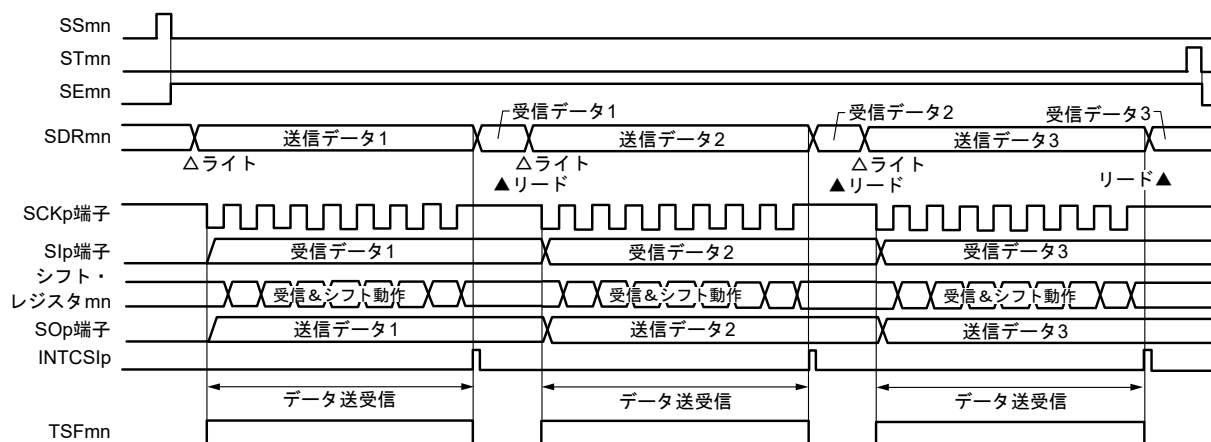 SSmn
STmn
SEmn
受信データ1 受信データ2 受信データ3
SDRmn 送信データ1 送信データ2 送信データ3
△ライト △ライト △ライト
▲リード ▲リード リード▲
SCKp端子
SIp端子 受信データ1 受信データ2 受信データ3
シフト・
レジスタmn 受信&シフト動作 受信&シフト動作 受信&シフト動作
SOp端子 送信データ1 送信データ2 送信データ3
INTCSIp
データ送受信 データ送受信 データ送受信
TSFmn